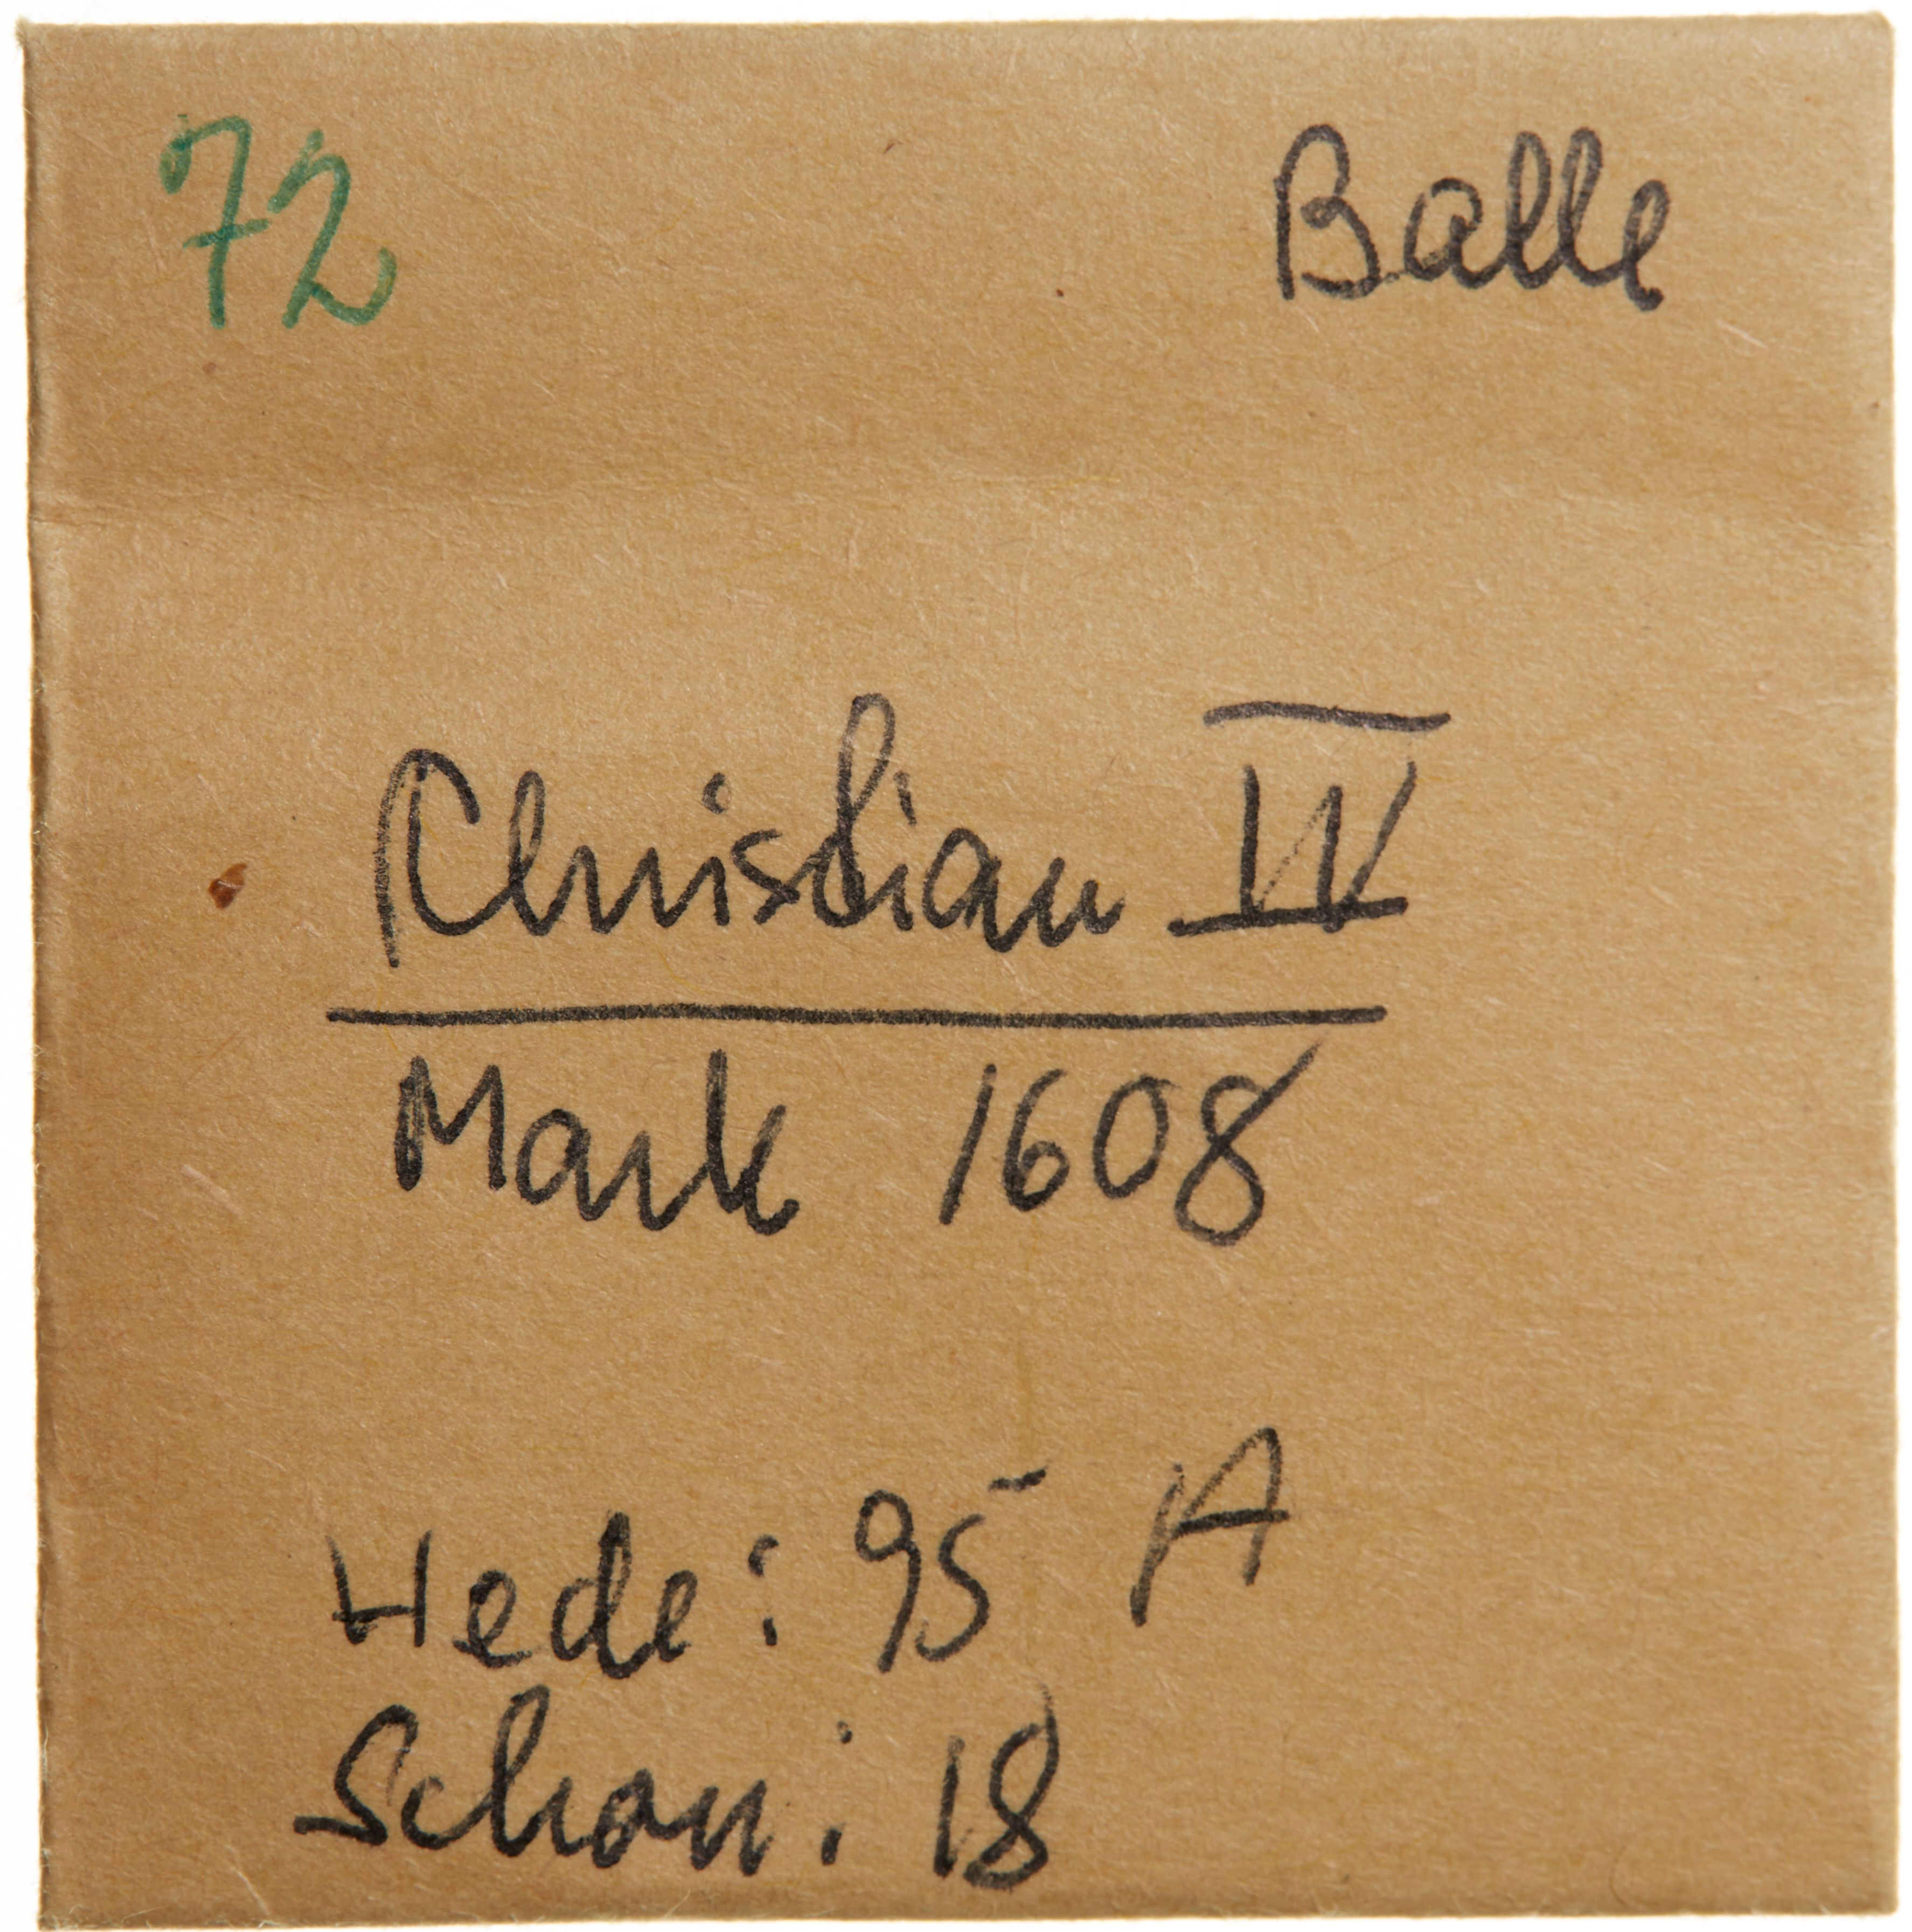 72 Balle
Christian IV
Mark 1608
Hede: 95 A
Schou: 18